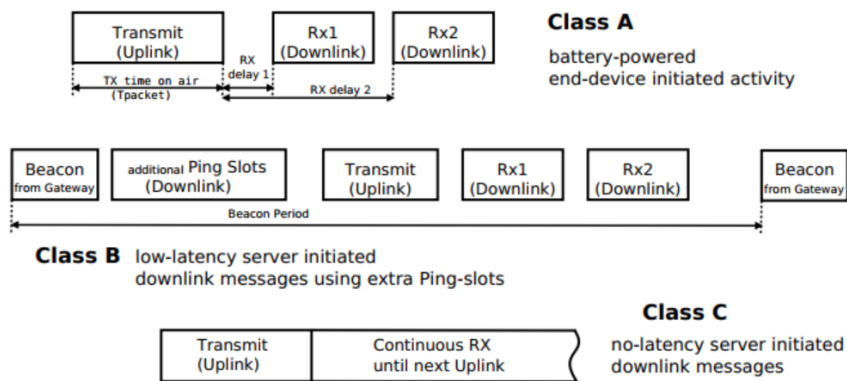 Transmit
(Uplink)
RX
delay 1
Rx1
(Downlink)
Rx2
(Downlink)
TX time on air
(Tpacket)
RX delay 2
Class A
battery-powered
end-device initiated activity
Beacon
from Gateway
additional Ping Slots
(Downlink)
Transmit
(Uplink)
Rx1
(Downlink)
Rx2
(Downlink)
Beacon
from Gateway
Beacon Period
Class B low-latency server initiated
downlink messages using extra Ping-slots
Transmit
(Uplink)
Continuous RX
until next Uplink
Class C
no-latency server initiated
downlink messages